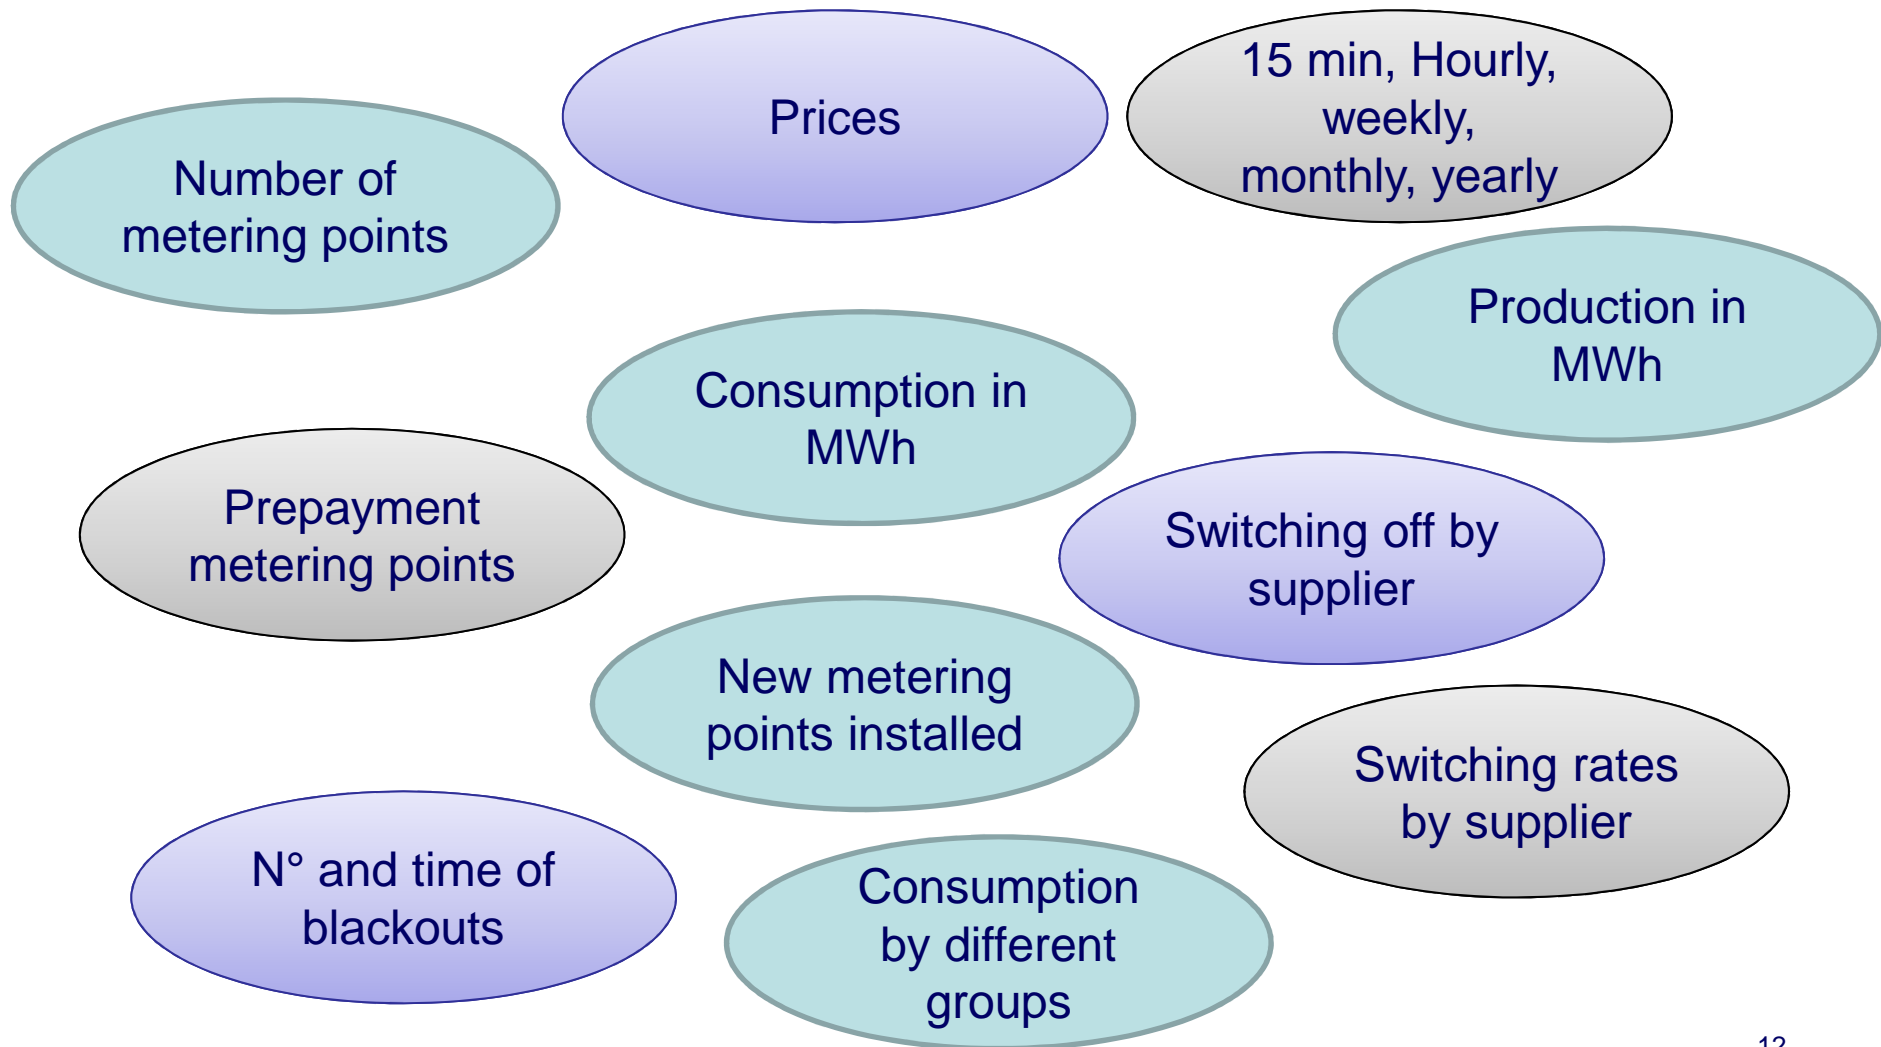 Prices
15 min, Hourly,
weekly,
monthly, yearly
Number of
metering points
Production in
MWh
Consumption in
MWh
Prepayment
metering points
Switching off by
supplier
New metering
points installed
Switching rates
by supplier
N° and time of
blackouts
Consumption
by different
groups
12